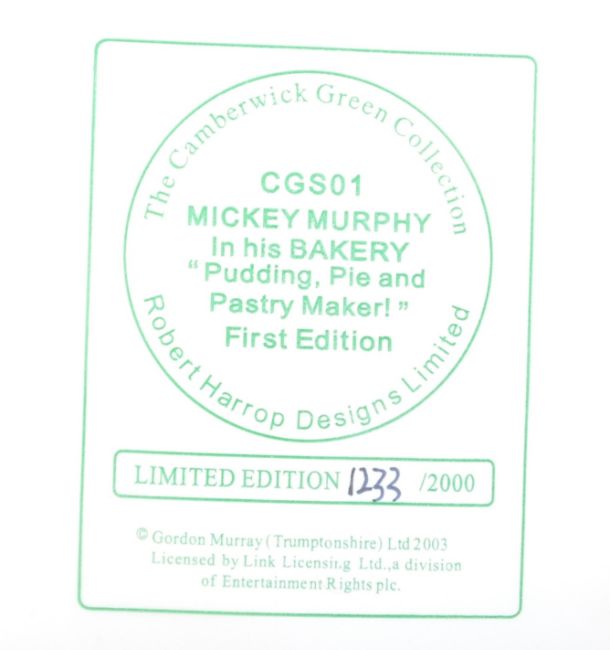 The Camberwick Green Collection
CGS01
MICKEY MURPHY
In his BAKERY
“Pudding, Pie and
Pastry Maker!”
First Edition
Robert Harrop Designs Limited
LIMITED EDITION 1233 /2000
© Gordon Murray (Trumptonshire) Ltd 2003
Licensed by Link Licensing Ltd., a division
of Entertainment Rights plc.